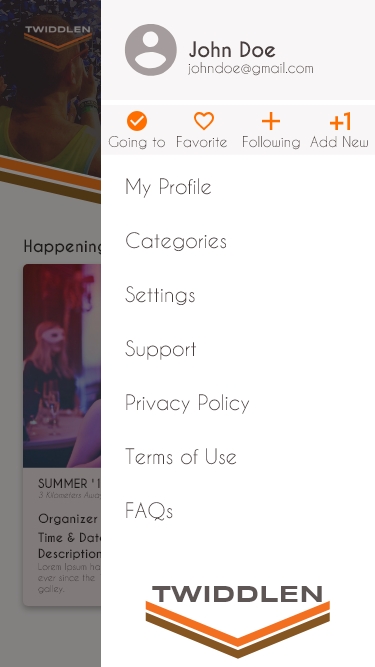 TWIDDLEN
John Doe
johndoe@gmail.com
Going to
Favorite
Following
Add New
+1
My Profile
Categories
Settings
Support
Privacy Policy
Terms of Use
FAQs
TWIDDLEN
Happening
SUMMER '
3 Kilometers Away
Organizer
Time & Date
Description
Lorem Ipsum ha
ever since the
galley.